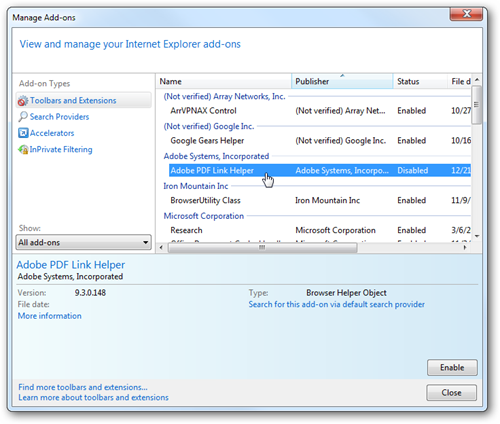 Manage Add-ons
View and manage your Internet Explorer add-ons
Add-on Types
Toolbars and Extensions
Search Providers
Accelerators
InPrivate Filtering
Show:
All add-ons
Name Publisher Status File d
(Not verified) Array Networks, Inc.
ArrVPNAX Control (Not verified) Array Net... Enabled 10/27
(Not verified) Google Inc.
Google Gears Helper (Not verified) Google Inc. Enabled 10/16
Adobe Systems, Incorporated
Adobe PDF Link Helper Adobe Systems, Incorpo... Disabled 12/21
Iron Mountain Inc
BrowserUtility Class Iron Mountain Inc Enabled 11/9/
Microsoft Corporation
Research Microsoft Corporation Enabled 3/6/2
Adobe PDF Link Helper
Adobe Systems, Incorporated
Version: 9.3.0.148 Type: Browser Helper Object
File date: Search for this add-on via default search provider
More information
Enable
Find more toolbars and extensions...
Learn more about toolbars and extensions
Close